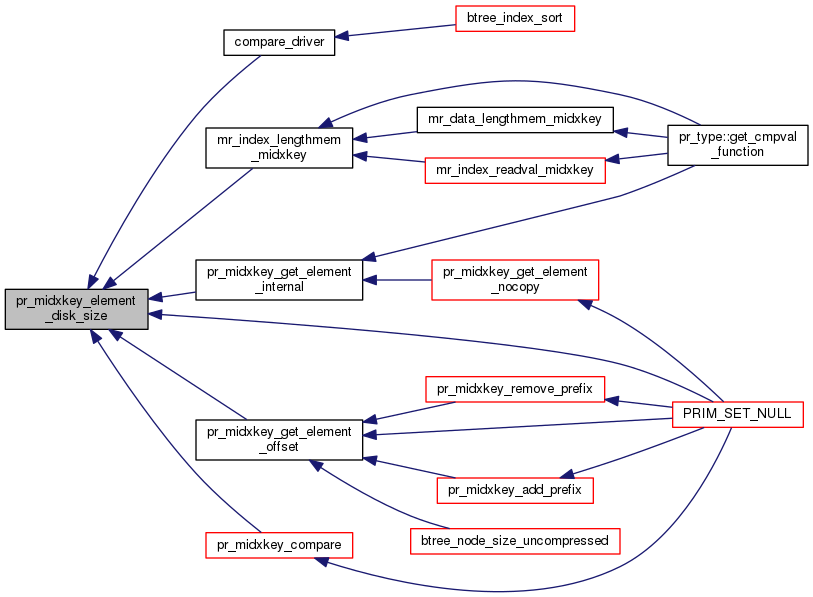 btree_index_sort
compare_driver
mr_data_lengthmem_midxkey
mr_index_lengthmem
_midxkey
pr_type::get_cmpval
_function
mr_index_readval_midxkey
pr_midxkey_get_element
_internal
pr_midxkey_get_element
_nocopy
pr_midxkey_element
_disk_size
pr_midxkey_remove_prefix
PRIM_SET_NULL
pr_midxkey_get_element
_offset
pr_midxkey_add_prefix
btree_node_size_uncompressed
pr_midxkey_compare